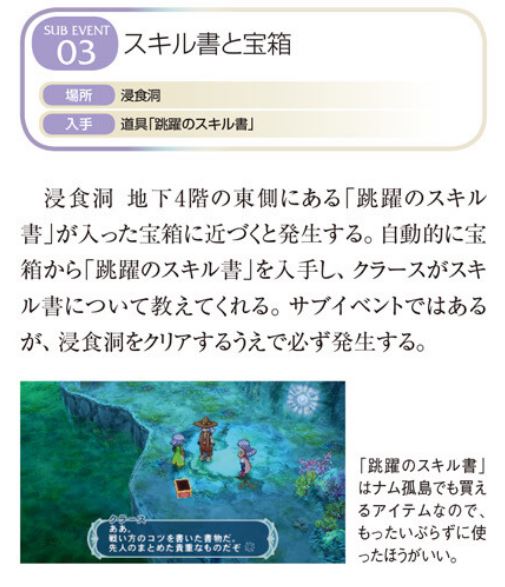 SUB EVENT
03
スキル書と宝箱
場所 浸食洞
入手 道具「跳躍のスキル書」
浸食洞 地下4階の東側にある「跳躍のスキル
書」が入った宝箱に近づくと発生する。自動的に宝
箱から「跳躍のスキル書」を入手し、クラースがスキ
ル書について教えてくれる。サブイベントではある
が、浸食洞をクリアするうえで必ず発生する。
クラース
ああ。
戦い方のコツを書いた書物だ。
先人のまとめた貴重なものだぞ
「跳躍のスキル書」
はナム孤島でも買え
るアイテムなので、
もったいぶらずに使
ったほうがいい。